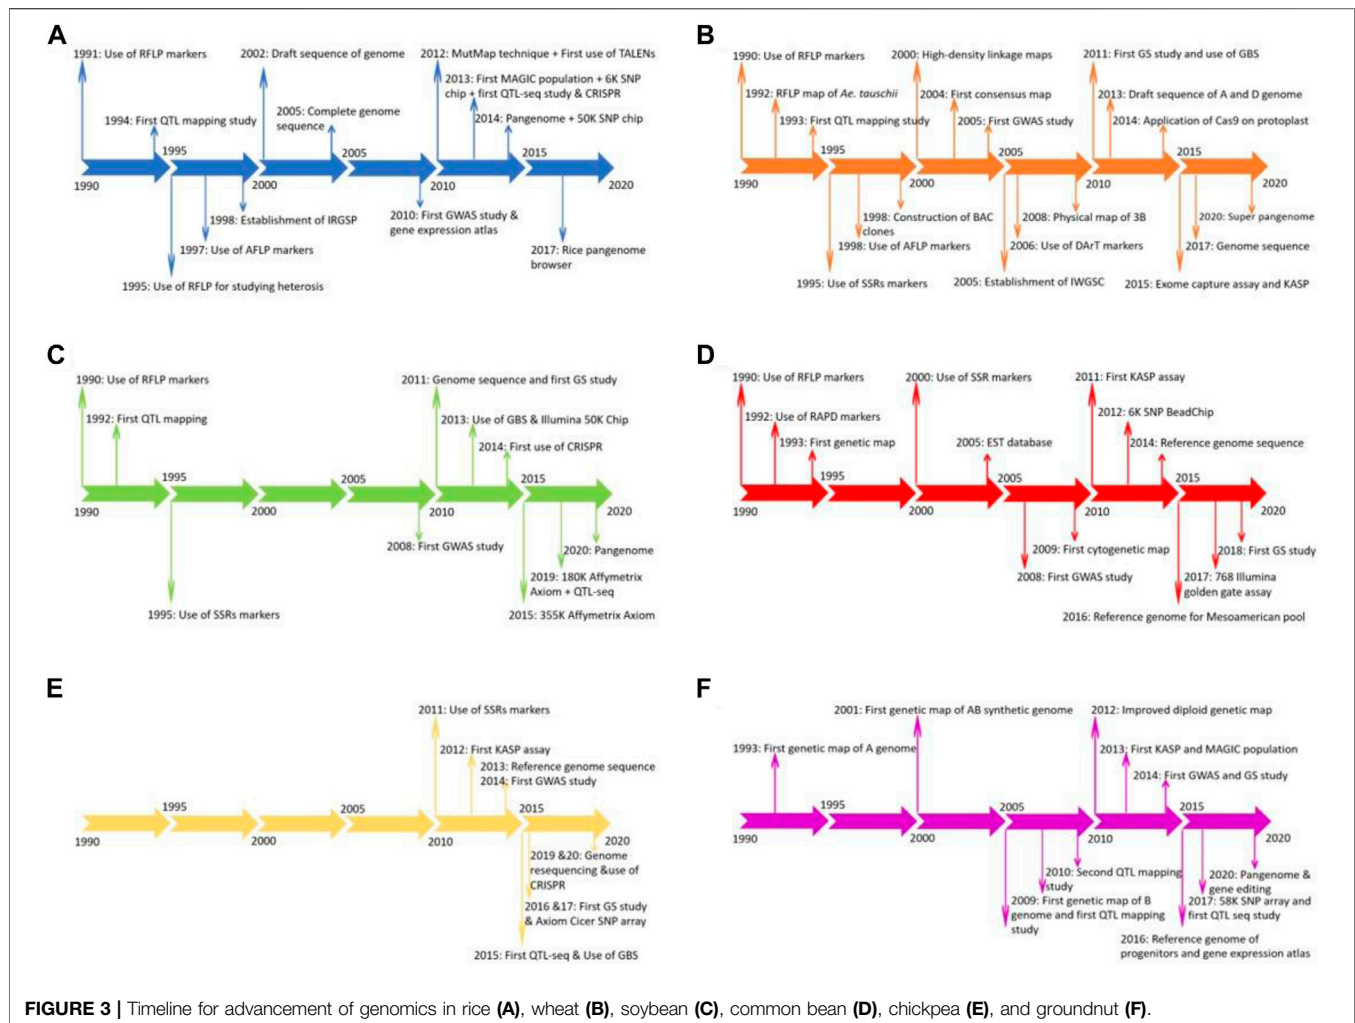 A
1991: Use of RFLP markers
2002: Draft sequence of genome
2012: MutMap technique + First use of TALENs
2013: First MAGIC population + 6K SNP
chip + first QTL-seq study & CRISPR
1994: First QTL mapping study
2005: Complete genome
sequence
2014: Pangenome + 50K SNP chip
1995
2005
2015
1990
2000
2010
2020
1998: Establishment of IRGSP
2010: First GWAS study &
gene expression atlas
1997: Use of AFLP markers
2017: Rice pangenome
browser
1995: Use of RFLP for studying heterosis
B
1990: Use of RFLP markers
2000: High-density linkage maps
2011: First GS study and use of GBS
1992: RFLP map of Ae. tauschii
2004: First consensus map
2013: Draft sequence of A and D genome
1993: First QTL mapping study
2005: First GWAS study
2014: Application of Cas9 on protoplast
1995
2005
2015
1990
2000
2010
2020
1998: Construction of BAC
clones
2008: Physical map of 3B
2020: Super pangenome
1998: Use of AFLP markers
2006: Use of DArT markers
2017: Genome sequence
1995: Use of SSRs markers
2005: Establishment of IWGSC
2015: Exome capture assay and KASP
C
1990: Use of RFLP markers
2011: Genome sequence and first GS study
1992: First QTL mapping
2013: Use of GBS & Illumina 50K Chip
2014: First use of CRISPR
1995
2005
2015
1990
2000
2010
2020
2008: First GWAS study
2020: Pangenome
2019: 180K Affymetrix
Axiom + QTL-seq
1995: Use of SSRs markers
2015: 355K Affymetrix Axiom
D
1990: Use of RFLP markers
2000: Use of SSR markers
2011: First KASP assay
1992: Use of RAPD markers
2012: 6K SNP BeadChip
1993: First genetic map
2005: EST database
2014: Reference genome sequence
1995
2005
2015
1990
2000
2010
2020
2009: First cytogenetic map
2018: First GS study
2008: First GWAS study
2017: 768 Illumina
golden gate assay
2016: Reference genome for Mesoamerican pool
E
2011: Use of SSRs markers
2012: First KASP assay
2013: Reference genome sequence
2014: First GWAS study
1995
2005
2015
1990
2000
2010
2020
2019 &20: Genome
resequencing &use of
CRISPR
2016 &17: First GS study
& Axiom Cicer SNP array
2015: First QTL-seq & Use of GBS
F
2001: First genetic map of AB synthetic genome
2012: Improved diploid genetic map
1993: First genetic map of A genome
2013: First KASP and MAGIC population
2014: First GWAS and GS study
1995
2005
2015
1990
2000
2010
2020
2010: Second QTL mapping
study
2020: Pangenome &
gene editing
2009: First genetic map of B
genome and first QTL mapping
study
2017: 58K SNP array and
first QTL seq study
2016: Reference genome of
progenitors and gene expression atlas
FIGURE 3 | Timeline for advancement of genomics in rice (A), wheat (B), soybean (C), common bean (D), chickpea (E), and groundnut (F).